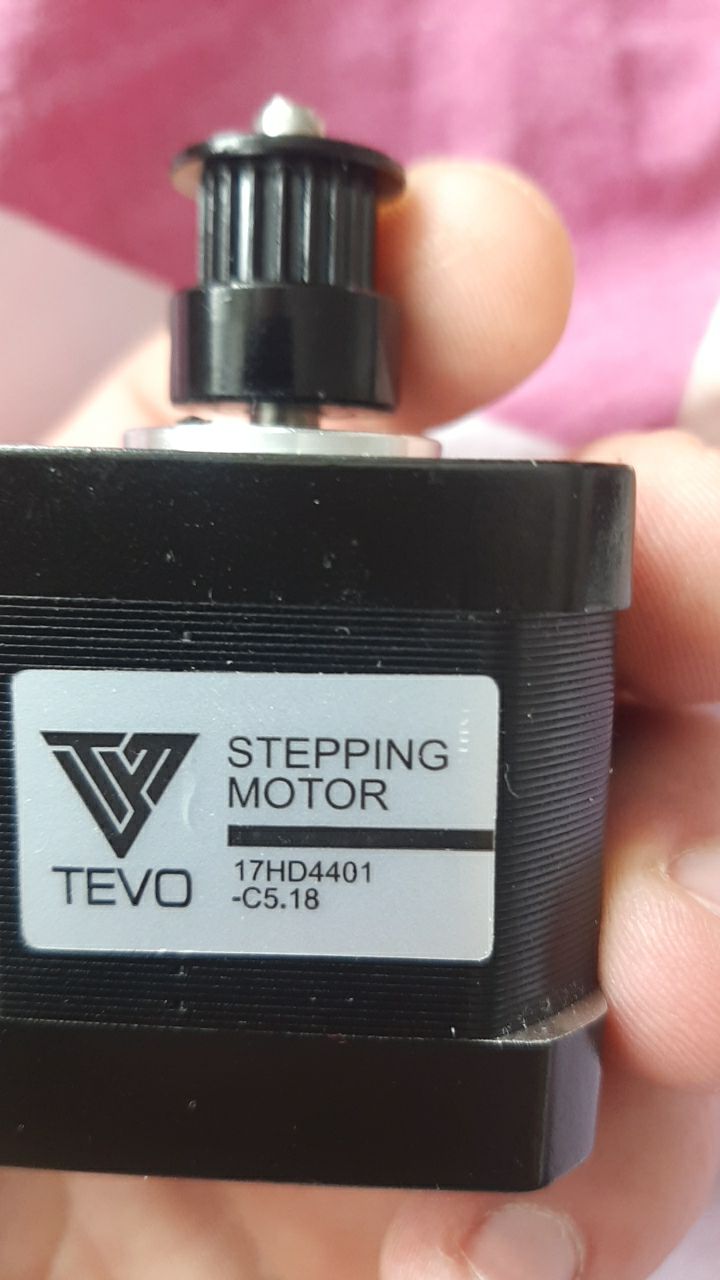 STEPPING
MOTOR
TEVO
17HD4401
-C5.18